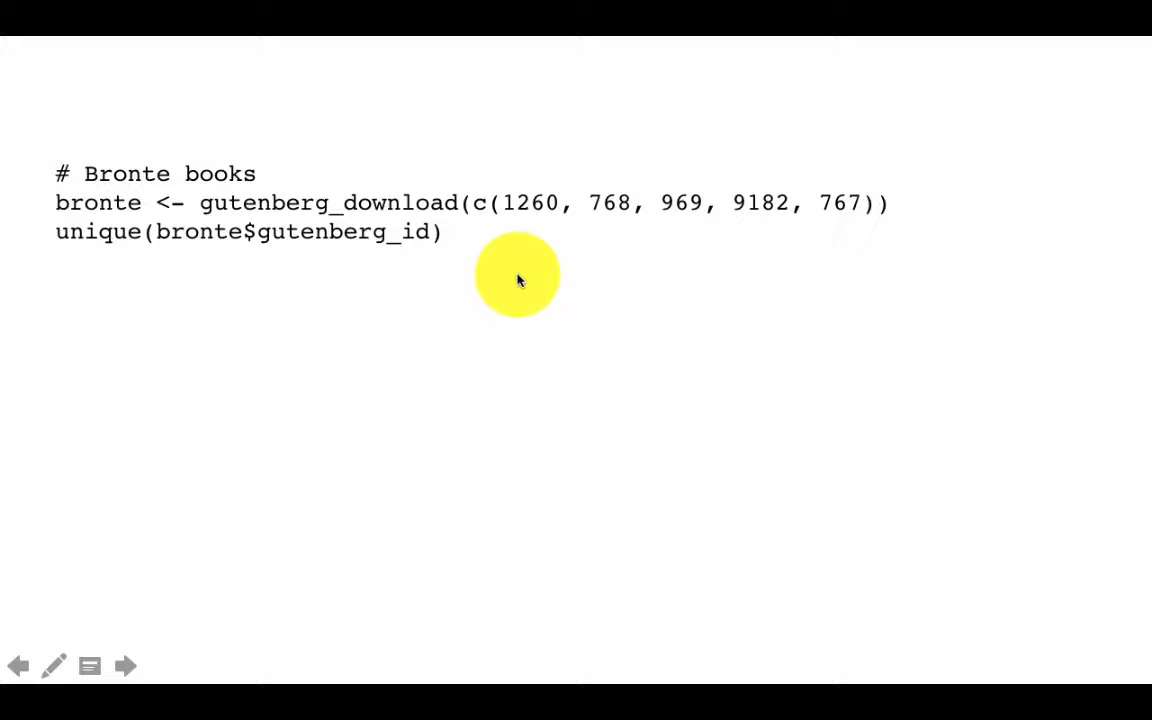 # Bronte books
bronte <- gutenberg_download(c(1260, 768, 969, 9182, 767))
unique(bronte$gutenberg_id)